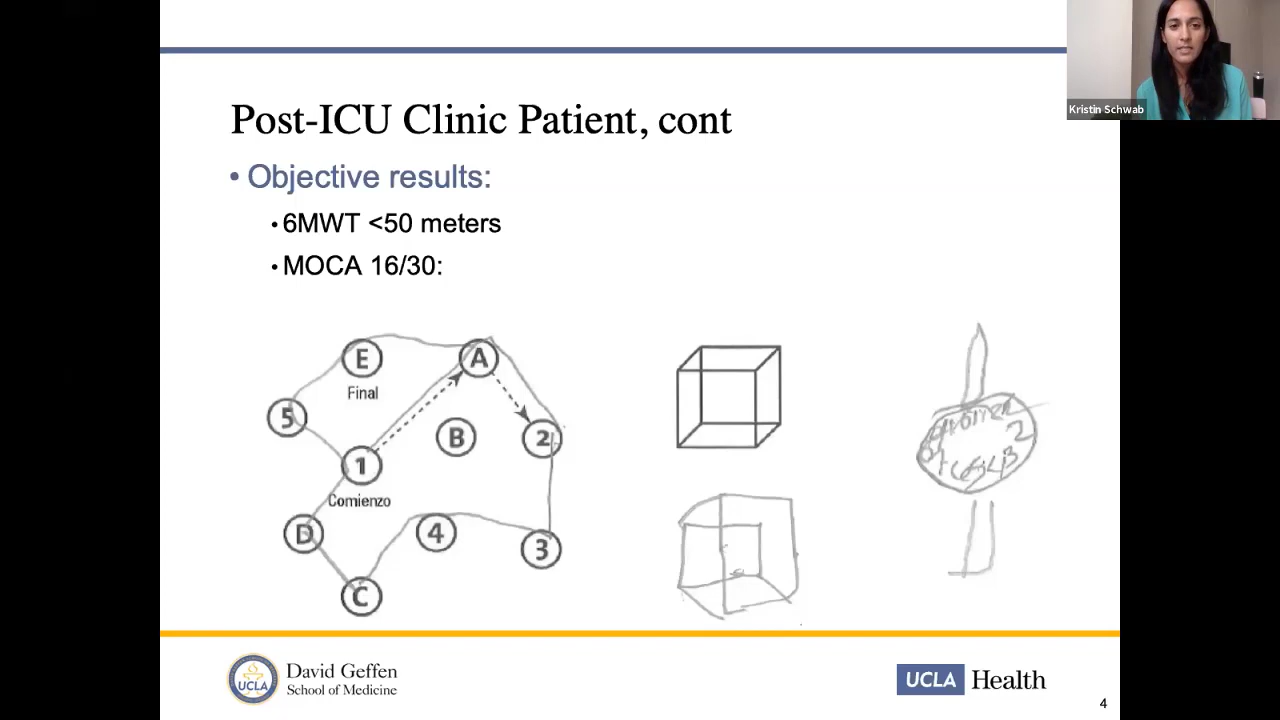 Kristin Schwab
Post-ICU Clinic Patient, cont
• Objective results:
• 6MWT <50 meters
• MOCA 16/30:
E
A
Final
5
B
2
1
Comienzo
D
4
3
C
2
UCLA
David Geffen
School of Medicine
UCLA Health
4